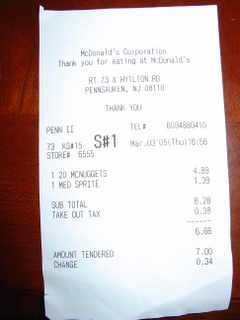 McDonald's Corporation
Thank you for eating at McDonald's
RT 73 & HYTLTON RD
PENNSAUKEN, NJ 08110
THANK YOU
PENN II TEL# 6094880410
73 KS#15 S#1 Mar.03'05(Thu)16:56
STORE# 6555
1 20 MCNUGGETS 4.89
1 MED SPRITE 1.39
SUB TOTAL 6.28
TAKE OUT TAX 0.38
6.66
AMOUNT TENDERED 7.00
CHANGE 0.34